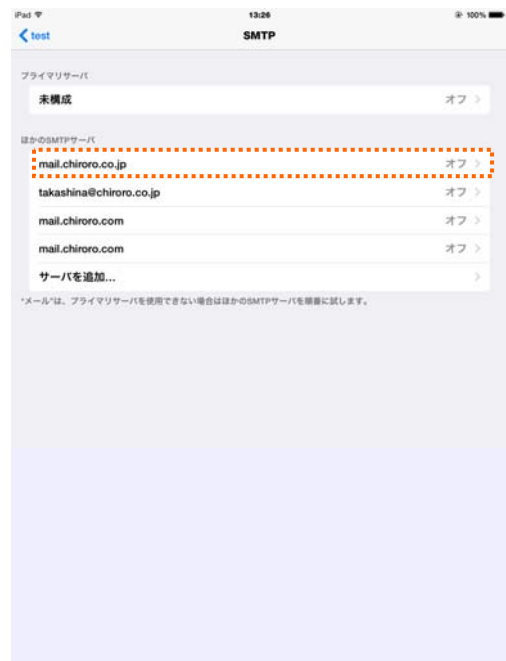 iPad 13:26 100%
test SMTP
プライマリサーバ
未構成 オフ
ほかのSMTPサーバ
mail.chiroro.co.jp オフ
takashina@chiroro.co.jp オフ
mail.chiroro.com オフ
mail.chiroro.com オフ
サーバを追加...
"メール"は、プライマリサーバを使用できない場合はほかのSMTPサーバを順番に試します。